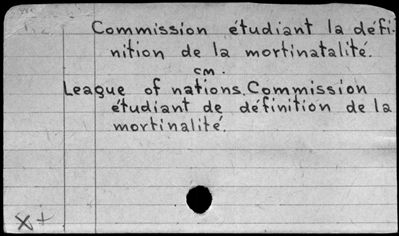 Commission étudiant la défi-
nition de la mortinatalité.
cm.
League of nations. Commission
étudiant de définition de la
mortinalité.
x +